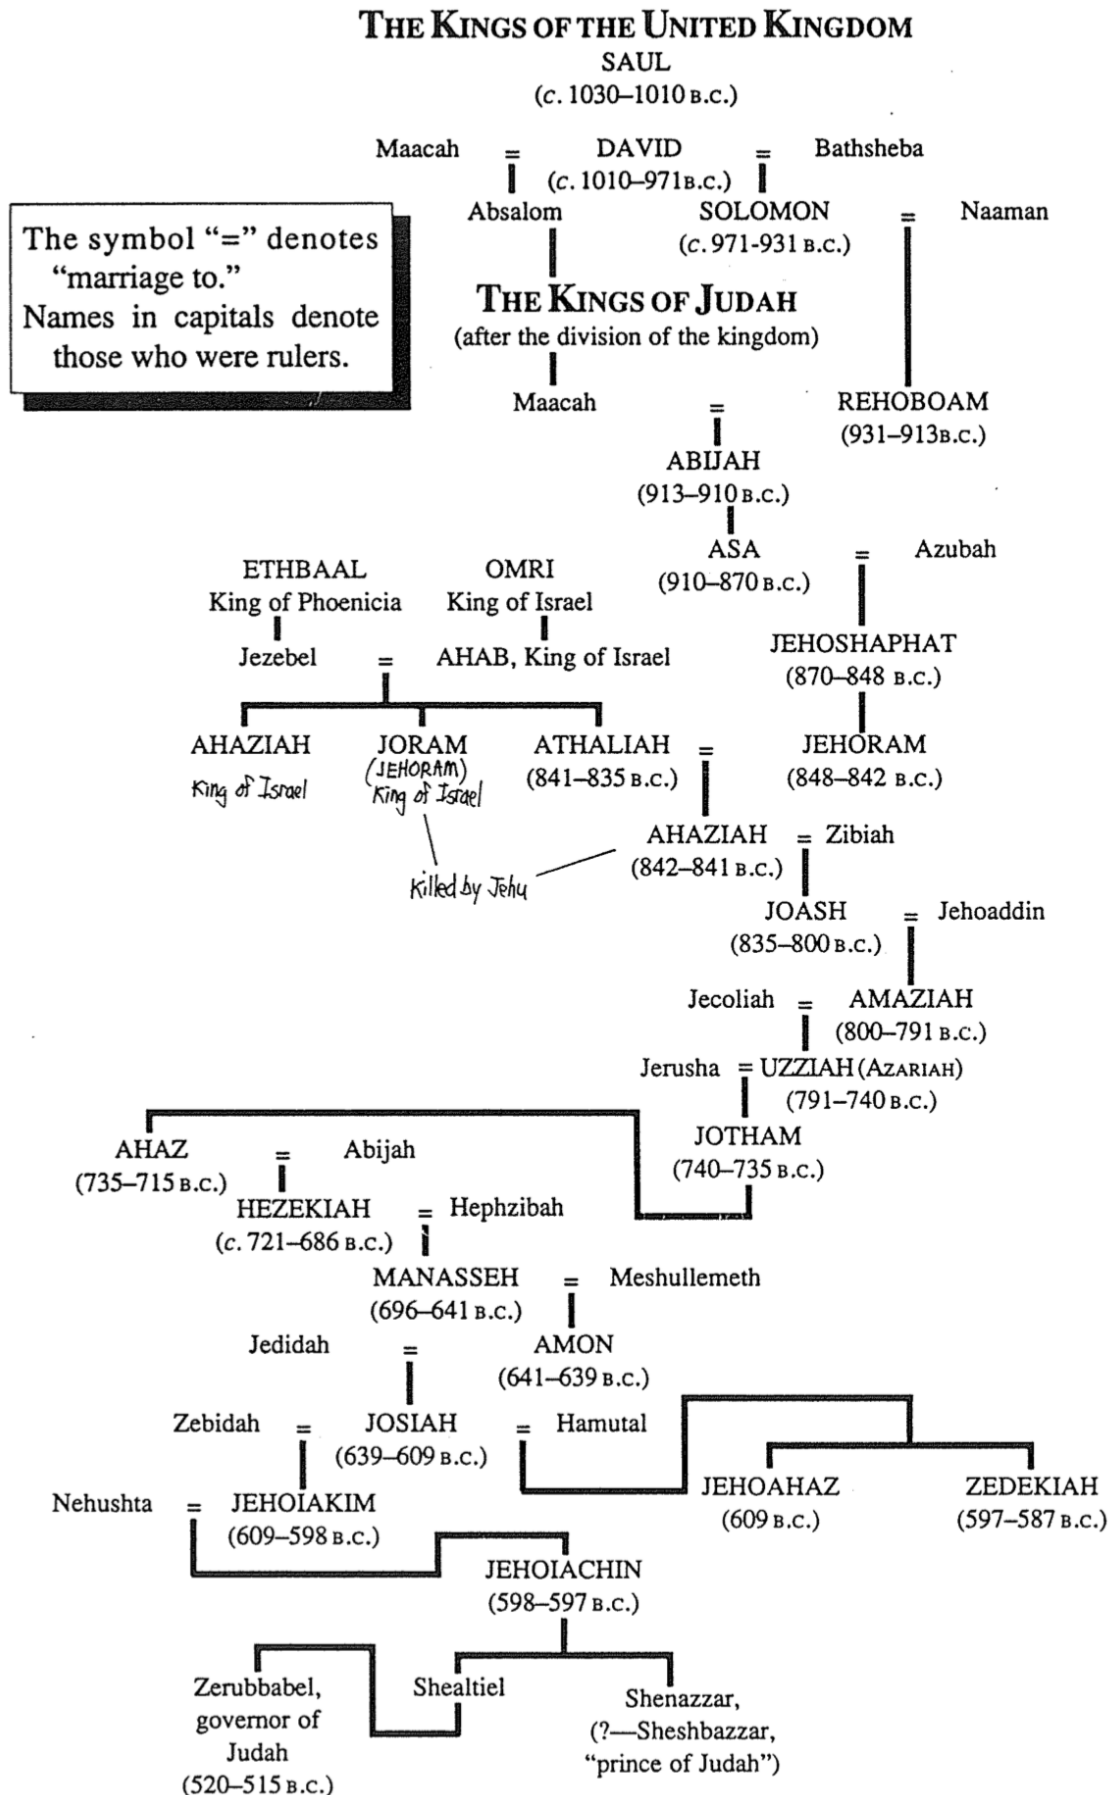 THE KINGS OF THE UNITED KINGDOM
SAUL
(c. 1030–1010 B.C.)
Maacah = DAVID = Bathsheba
(c. 1010–971B.C.)
Absalom SOLOMON = Naaman
(c. 971-931 B.C.)
The symbol “=” denotes
“marriage to.”
Names in capitals denote
those who were rulers.
THE KINGS OF JUDAH
(after the division of the kingdom)
Maacah = REHOBOAM
(931–913B.C.)
ABIJAH
(913–910 B.C.)
ASA = Azubah
(910–870 B.C.)
ETHBAAL OMRI
King of Phoenicia King of Israel
JEHOSHAPHAT
(870–848 B.C.)
Jezebel = AHAB, King of Israel
AHAZIAH JORAM ATHALIAH = JEHORAM
(JEHORAM) (841–835 B.C.) (848–842 B.C.)
King of Israel King of Israel
AHAZIAH = Zibiah
(842–841 B.C.)
Killed by Jehu
JOASH = Jehoaddin
(835–800 B.C.)
Jecoliah = AMAZIAH
(800–791 B.C.)
Jerusha = UZZIAH (AZARIAH)
(791–740 B.C.)
JOTHAM
(740–735 B.C.)
AHAZ = Abijah
(735–715 B.C.)
HEZEKIAH = Hephzibah
(c. 721–686 B.C.)
MANASSEH = Meshullemeth
(696–641 B.C.)
Jedidah = AMON
(641–639 B.C.)
Zebidah = JOSIAH = Hamutal
(639–609 B.C.)
JEHOAHAZ ZEDEKIAH
(609 B.C.) (597–587 B.C.)
Nehushta = JEHOIAKIM
(609–598 B.C.)
JEHOIACHIN
(598–597 B.C.)
Zerubbabel, Shealtiel Shenazzar,
governor of (?—Sheshbazzar,
Judah “prince of Judah”)
(520–515 B.C.)